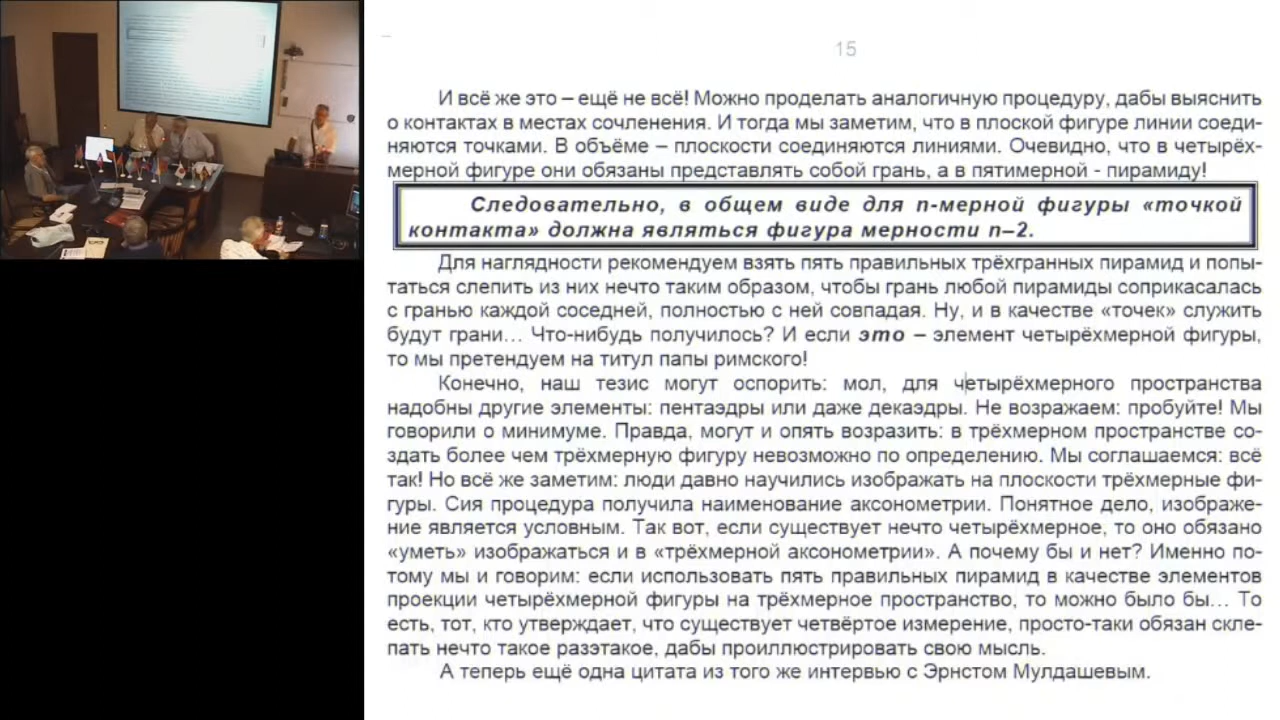 15
И всё же это – ещё не всё! Можно проделать аналогичную процедуру, дабы выяснить
о контактах в местах сочленения. И тогда мы заметим, что в плоской фигуре линии соеди-
няются точками. В объёме – плоскости соединяются линиями. Очевидно, что в четырёх-
мерной фигуре они обязаны представлять собой грань, а в пятимерной - пирамиду!
Следовательно, в общем виде для n-мерной фигуры «точкой
контакта» должна являться фигура мерности n–2.
Для наглядности рекомендуем взять пять правильных трёхгранных пирамид и попы-
таться слепить из них нечто таким образом, чтобы грань любой пирамиды соприкасалась
с гранью каждой соседней, полностью с ней совпадая. Ну, и в качестве «точек» служить
будут грани… Что-нибудь получилось? И если это – элемент четырёхмерной фигуры,
то мы претендуем на титул папы римского!
Конечно, наш тезис могут оспорить: мол, для четырёхмерного пространства
надобны другие элементы: пентаэдры или даже декаэдры. Не возражаем: пробуйте! Мы
говорили о минимуме. Правда, могут и опять возразить: в трёхмерном пространстве со-
здать более чем трёхмерную фигуру невозможно по определению. Мы соглашаемся: всё
так! Но всё же заметим: люди давно научились изображать на плоскости трёхмерные фи-
гуры. Сия процедура получила наименование аксонометрии. Понятное дело, изображе-
ние является условным. Так вот, если существует нечто четырёхмерное, то оно обязано
«уметь» изображаться и в «трёхмерной аксонометрии». А почему бы и нет? Именно по-
тому мы и говорим: если использовать пять правильных пирамид в качестве элементов
проекции четырёхмерной фигуры на трёхмерное пространство, то можно было бы… То
есть, тот, кто утверждает, что существует четвёртое измерение, просто-таки обязан скле-
пать нечто такое разэтакое, дабы проиллюстрировать свою мысль.
А теперь ещё одна цитата из того же интервью с Эрнстом Мулдашевым.